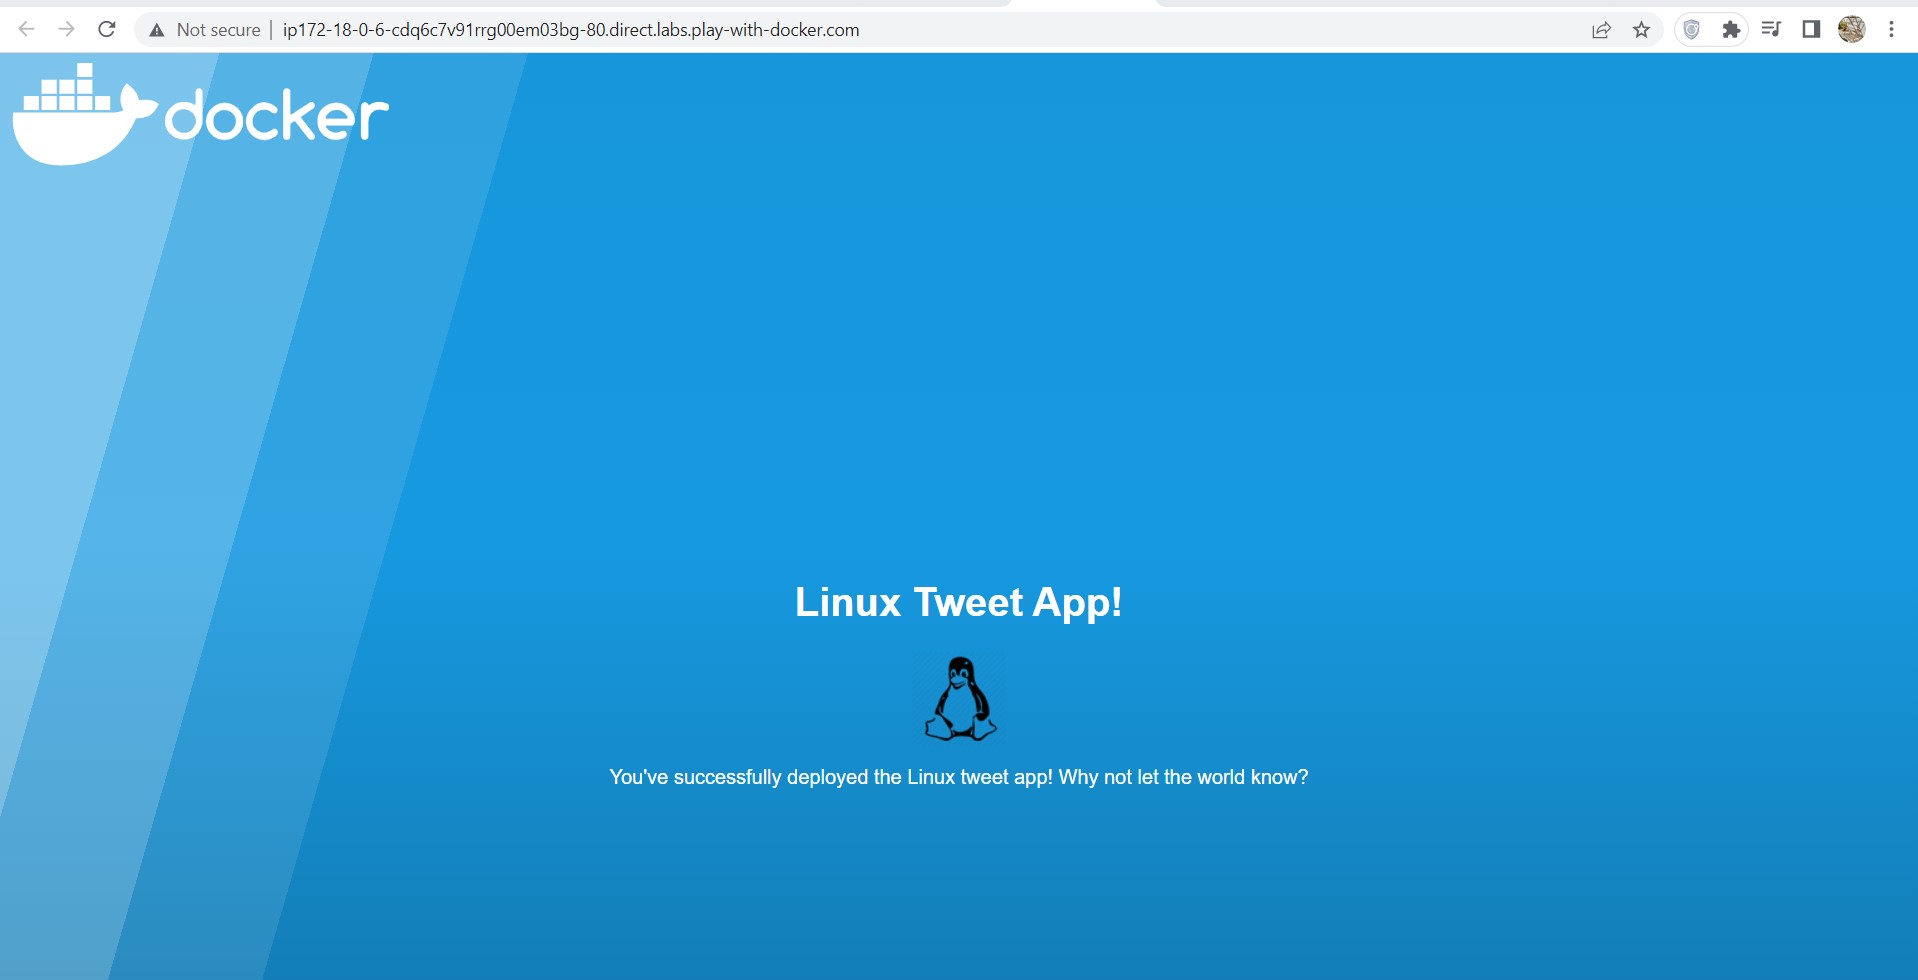 Not secure
ip172-18-0-6-cdq6c7v91rrg00em03bg-80.direct.labs.play-with-docker.com
docker
Linux Tweet App!
You've successfully deployed the Linux tweet app! Why not let the world know?